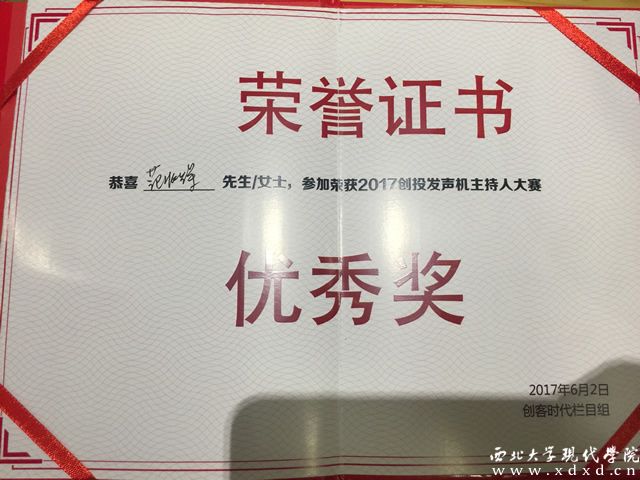 荣誉证书
恭喜 范 先生/女士，参加荣获2017创投发声机主持人大赛
优秀奖
2017年6月2日
创客时代栏目组
西北大学现代学院
www.xdxd.cn